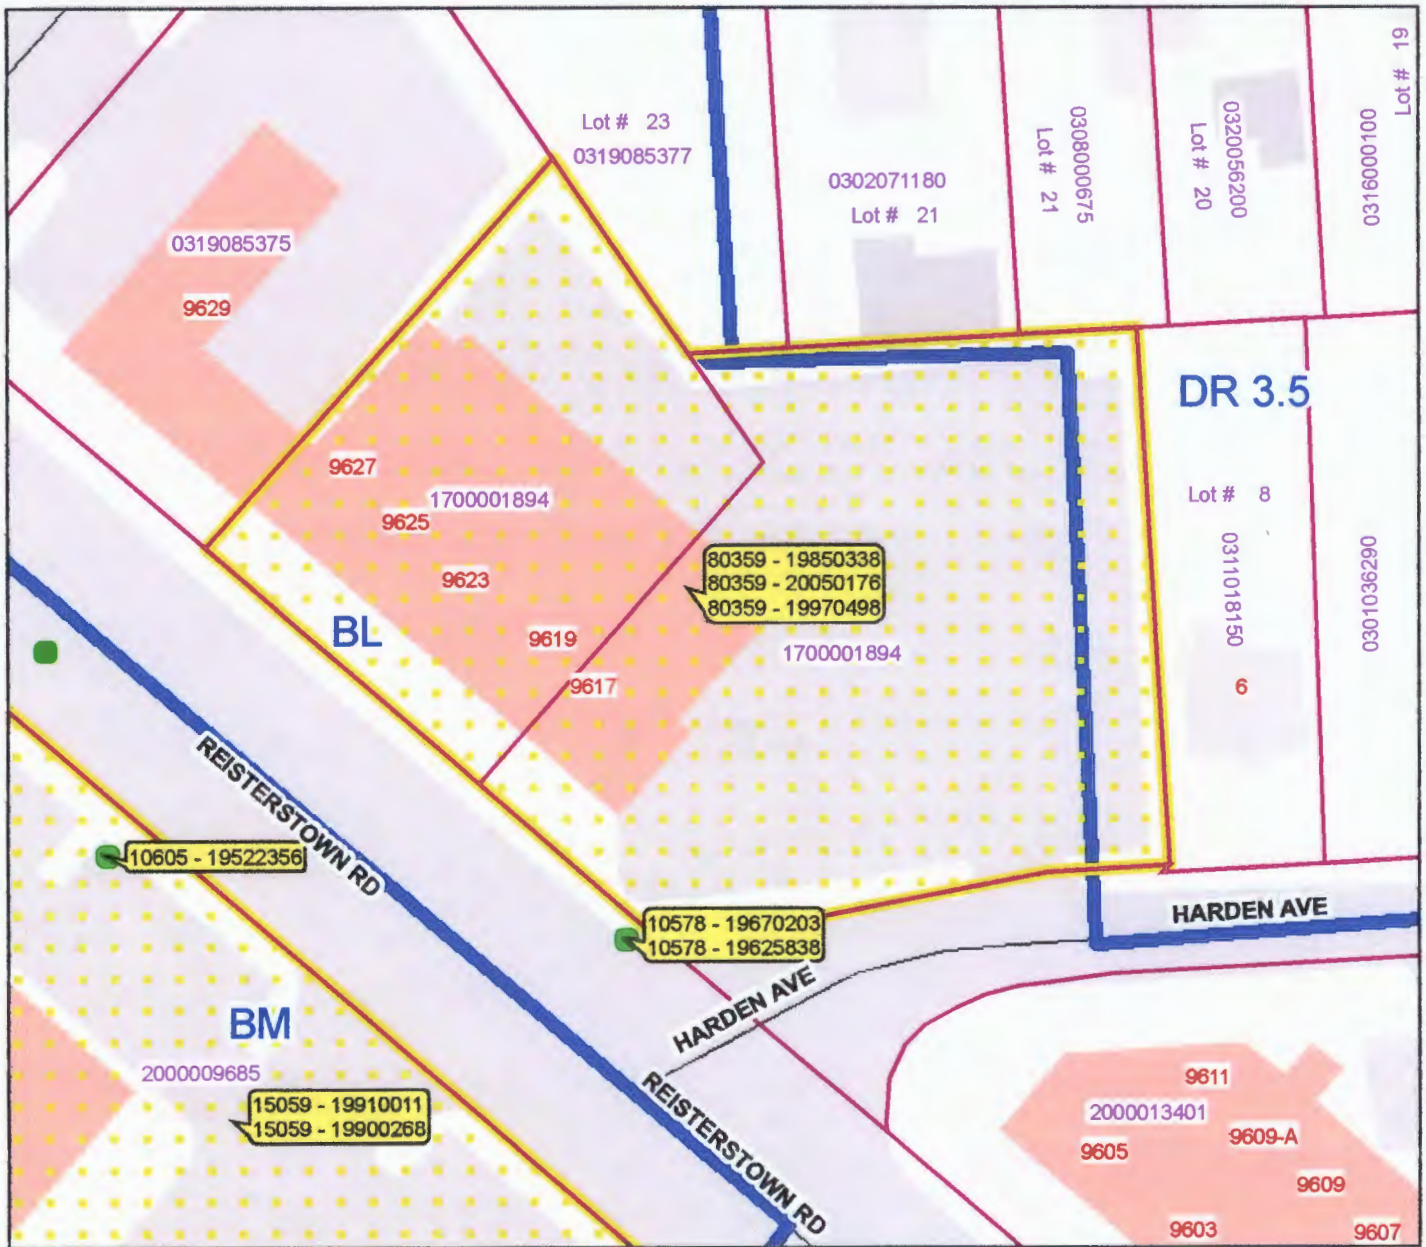 Lot # 19
Lot # 23
0319085377
0302071180
Lot # 21
0308000675
Lot # 21
0320056200
Lot # 20
0316000100
0319085375
9629
DR 3.5
9627
1700001894
9625
9623
9619
9617
BL
80359 - 19850338
80359 - 20050176
80359 - 19970498
1700001894
Lot # 8
0311018150
6
0301036290
REISTERSTOWN RD
10605 - 19522356
10578 - 19670203
10578 - 19625838
HARDEN AVE
HARDEN AVE
BM
2000009685
15059 - 19910011
15059 - 19900268
REISTERSTOWN RD
9611
2000013401
9609-A
9605
9609
9603
9607